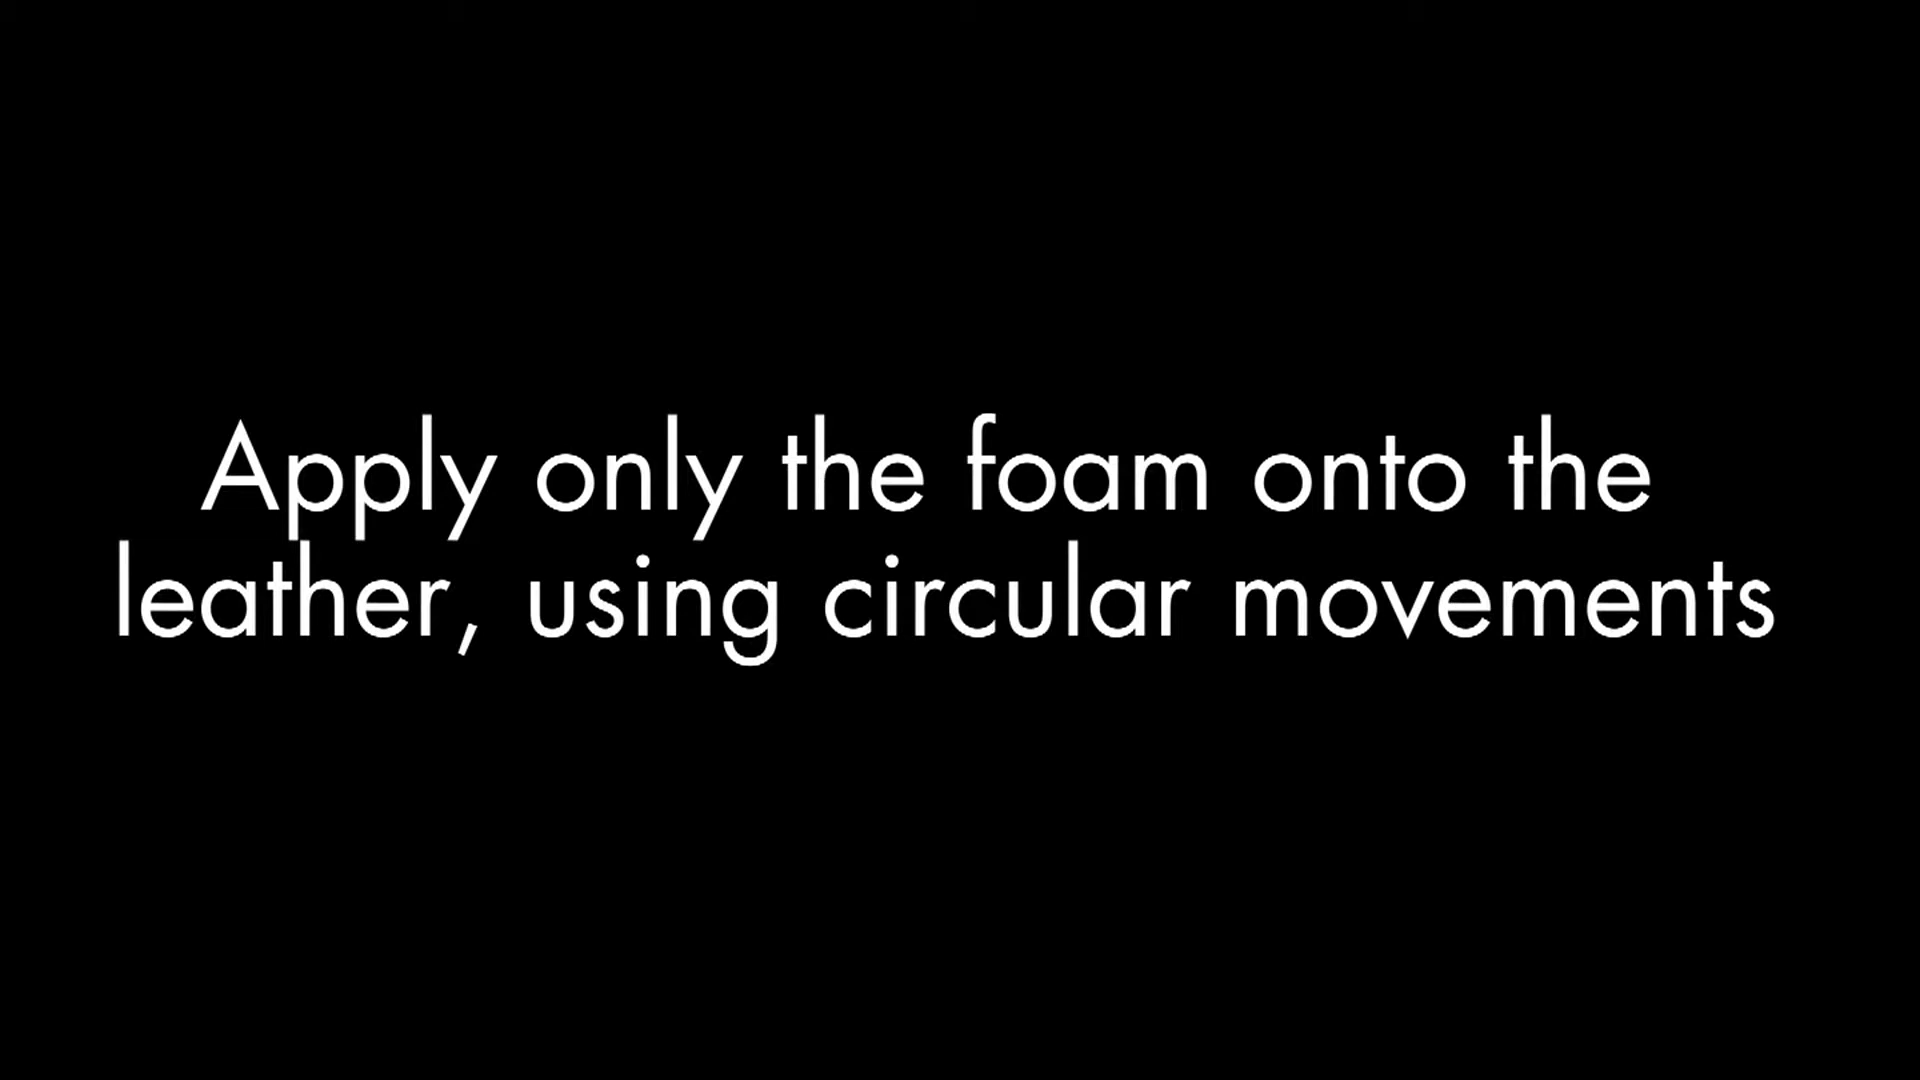 Apply only the foam onto the
leather, using circular movements